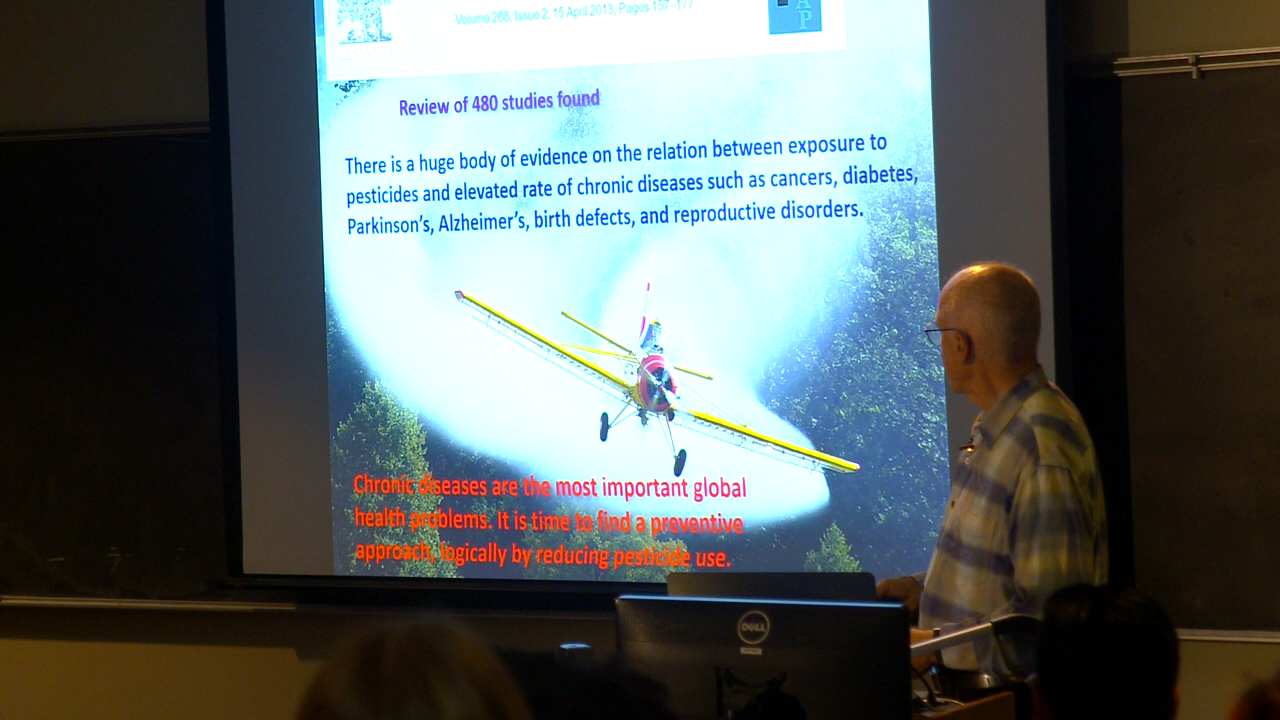 Volume 268, Issue 2, 15 April 2013, Pages 157-177
AP
Review of 480 studies found
There is a huge body of evidence on the relation between exposure to
pesticides and elevated rate of chronic diseases such as cancers, diabetes,
Parkinson's, Alzheimer's, birth defects, and reproductive disorders.
Chronic diseases are the most important global
health problems. It is time to find a preventive
approach, logically by reducing pesticide use.
DELL